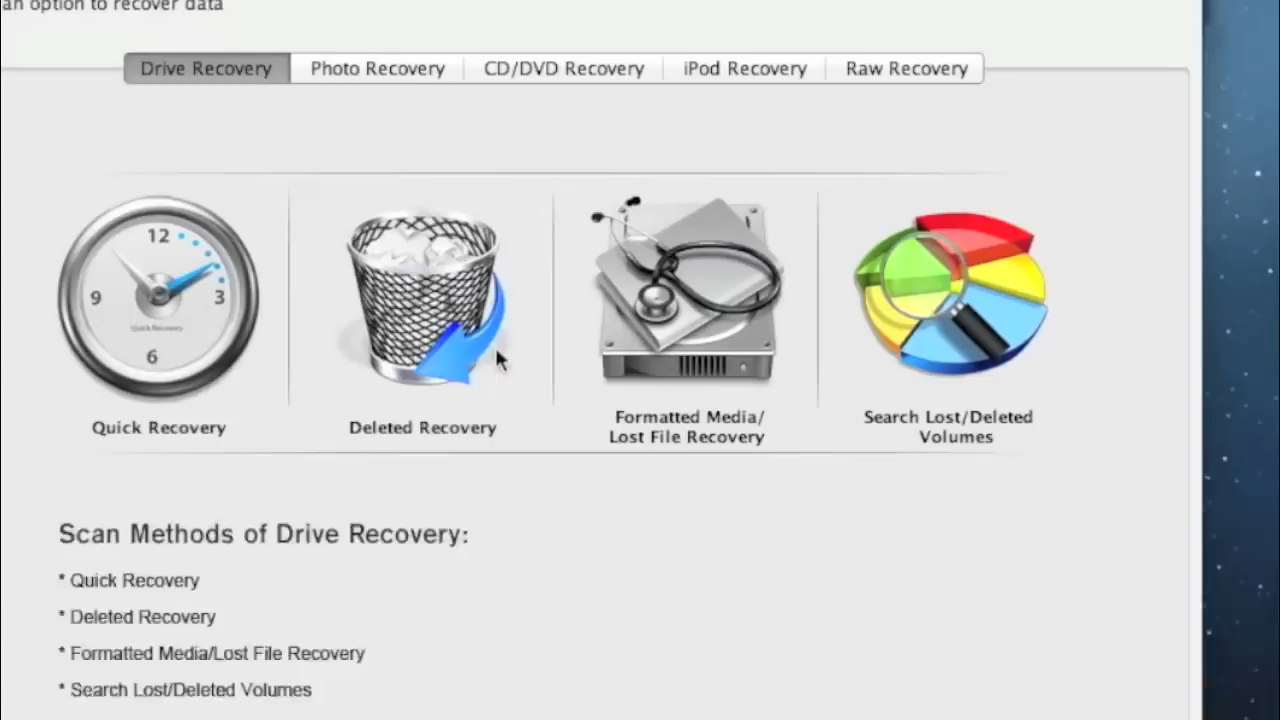 an option to recover data
Drive Recovery Photo Recovery CD/DVD Recovery iPod Recovery Raw Recovery
12
9
3
Quick Recovery
6
Quick Recovery
Deleted Recovery
Formatted Media/
Lost File Recovery
Search Lost/Deleted
Volumes
Scan Methods of Drive Recovery:
* Quick Recovery
* Deleted Recovery
* Formatted Media/Lost File Recovery
* Search Lost/Deleted Volumes